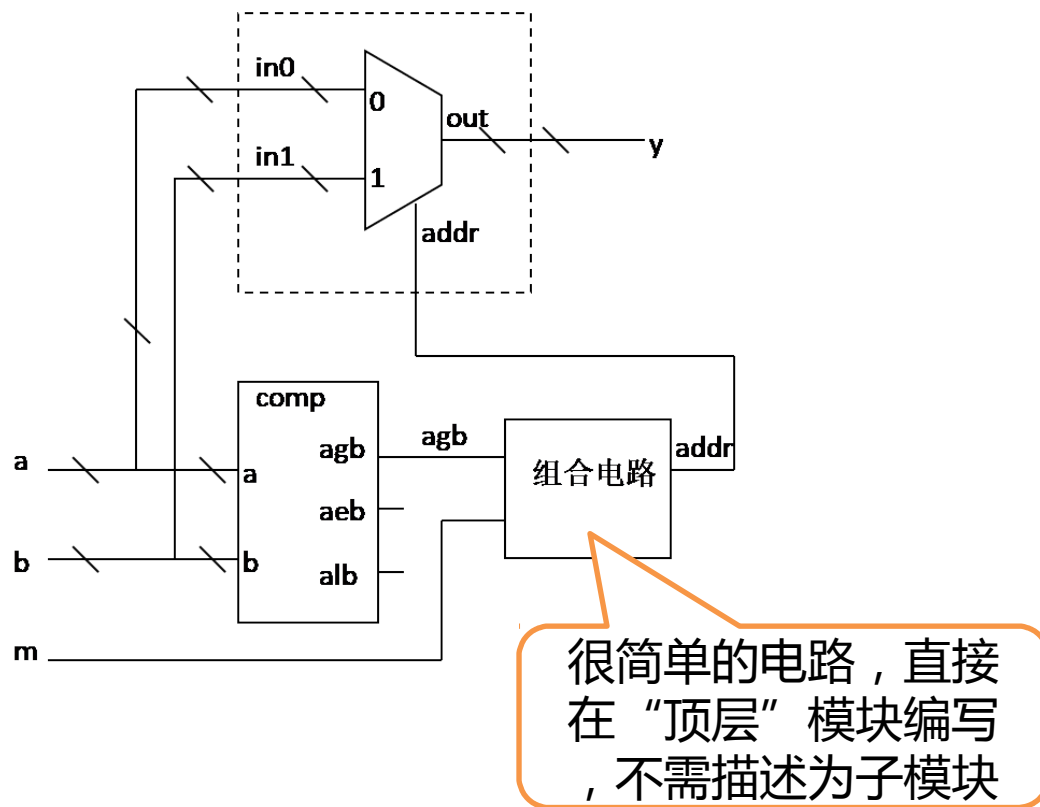 in0
0
out
y
in1
1
addr
comp
agb
agb
addr
组合电路
a
a
aeb
b
b
alb
m
很简单的电路，直接
在“顶层”模块编写
，不需描述为子模块